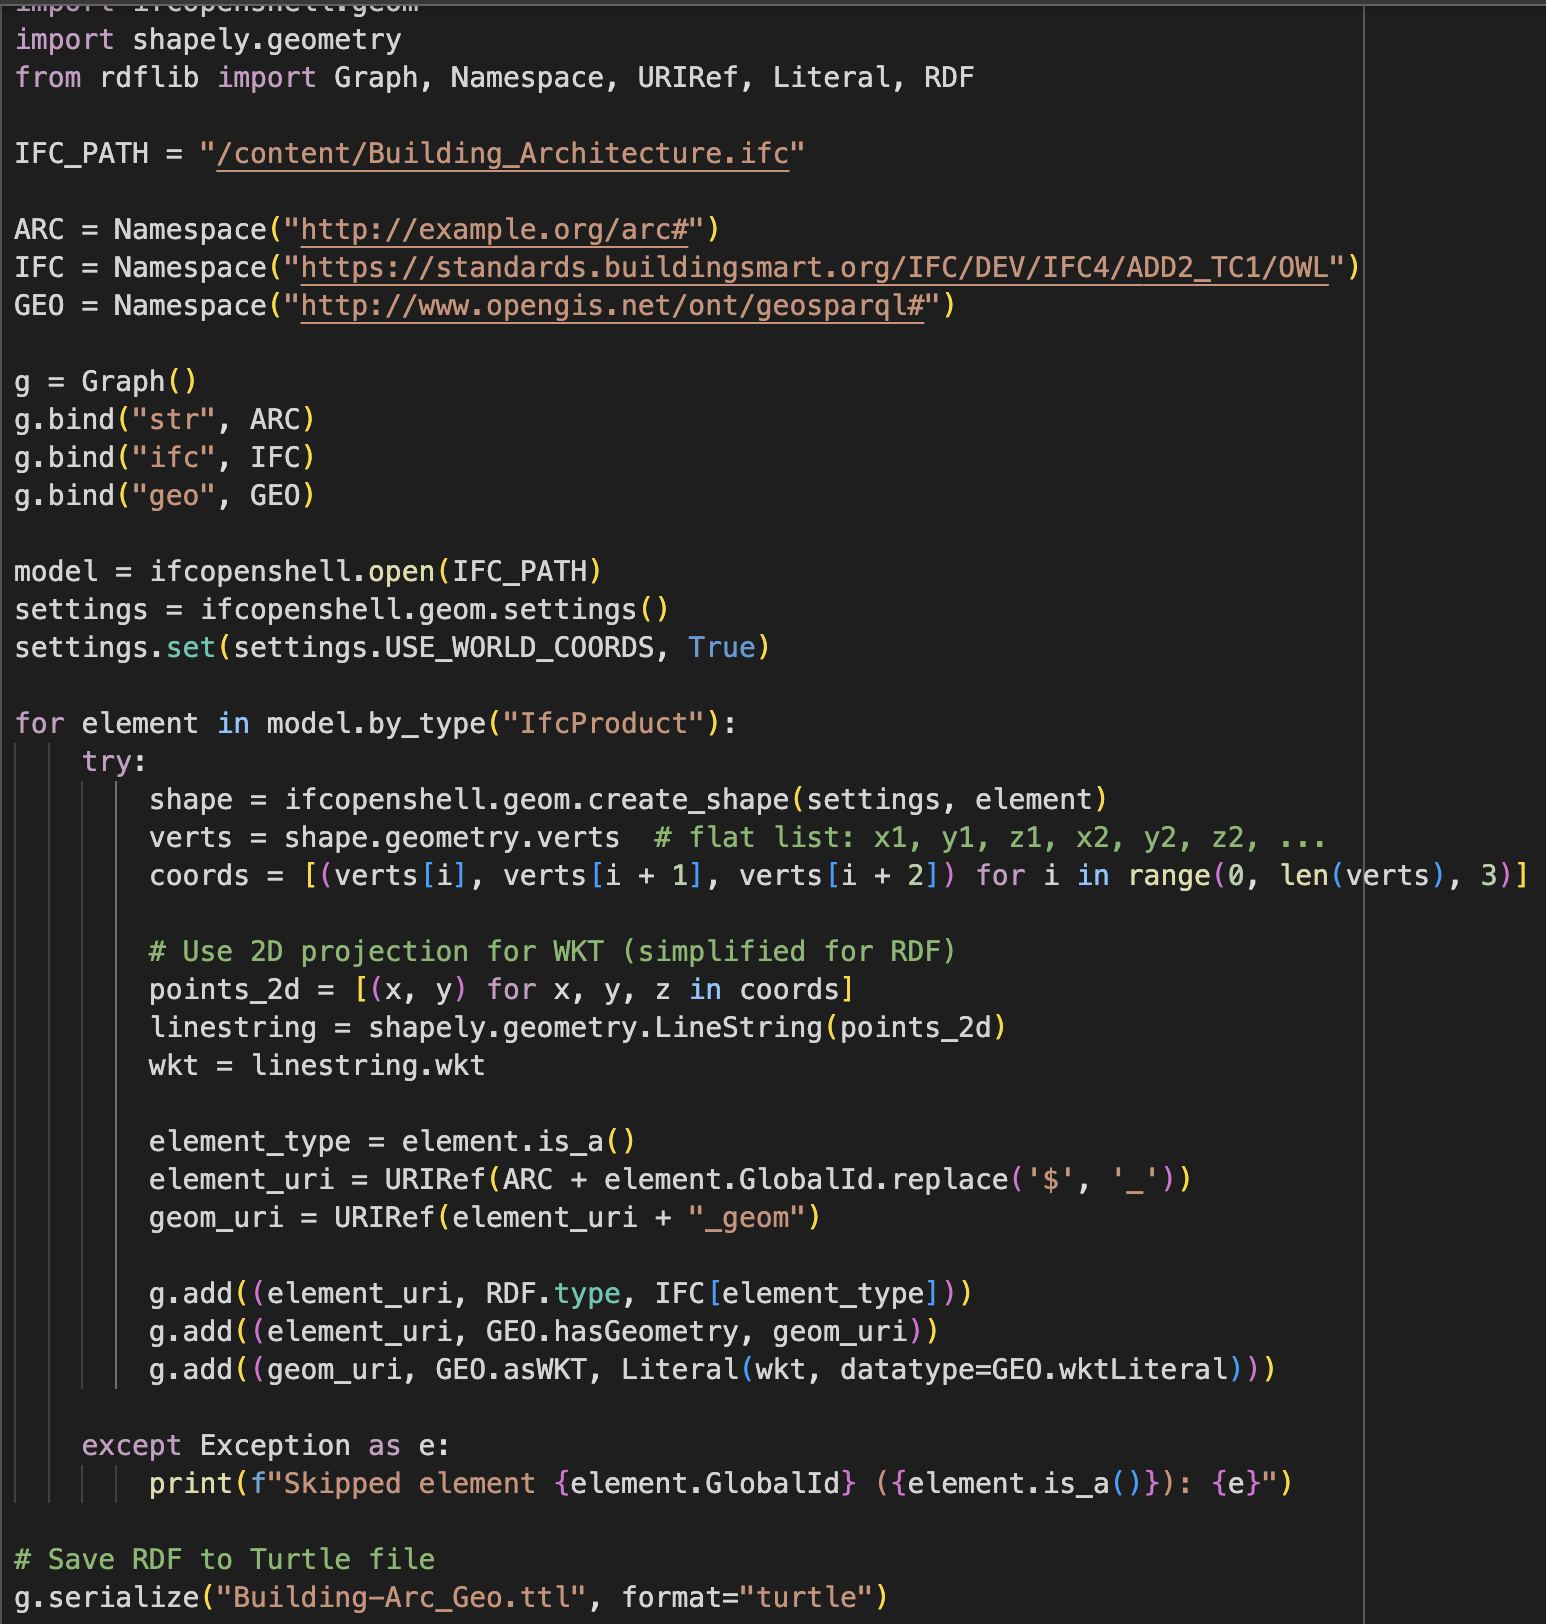 import ifcopenshell.geom
import shapely.geometry
from rdflib import Graph, Namespace, URIRef, Literal, RDF

IFC_PATH = "/content/Building_Architecture.ifc"

ARC = Namespace("http://example.org/arc#")
IFC = Namespace("https://standards.buildingsmart.org/IFC/DEV/IFC4/ADD2_TC1/OWL")
GEO = Namespace("http://www.opengis.net/ont/geosparql#")

g = Graph()
g.bind("str", ARC)
g.bind("ifc", IFC)
g.bind("geo", GEO)

model = ifcopenshell.open(IFC_PATH)
settings = ifcopenshell.geom.settings()
settings.set(settings.USE_WORLD_COORDS, True)

for element in model.by_type("IfcProduct"):
    try:
        shape = ifcopenshell.geom.create_shape(settings, element)
        verts = shape.geometry.verts  # flat list: x1, y1, z1, x2, y2, z2, ...
        coords = [(verts[i], verts[i + 1], verts[i + 2]) for i in range(0, len(verts), 3)]

        # Use 2D projection for WKT (simplified for RDF)
        points_2d = [(x, y) for x, y, z in coords]
        linestring = shapely.geometry.LineString(points_2d)
        wkt = linestring.wkt

        element_type = element.is_a()
        element_uri = URIRef(ARC + element.GlobalId.replace('$', '_'))
        geom_uri = URIRef(element_uri + "_geom")

        g.add((element_uri, RDF.type, IFC[element_type]))
        g.add((element_uri, GEO.hasGeometry, geom_uri))
        g.add((geom_uri, GEO.asWKT, Literal(wkt, datatype=GEO.wktLiteral)))

    except Exception as e:
        print(f"Skipped element {element.GlobalId} ({element.is_a()}): {e}")

# Save RDF to Turtle file
g.serialize("Building-Arc_Geo.ttl", format="turtle")